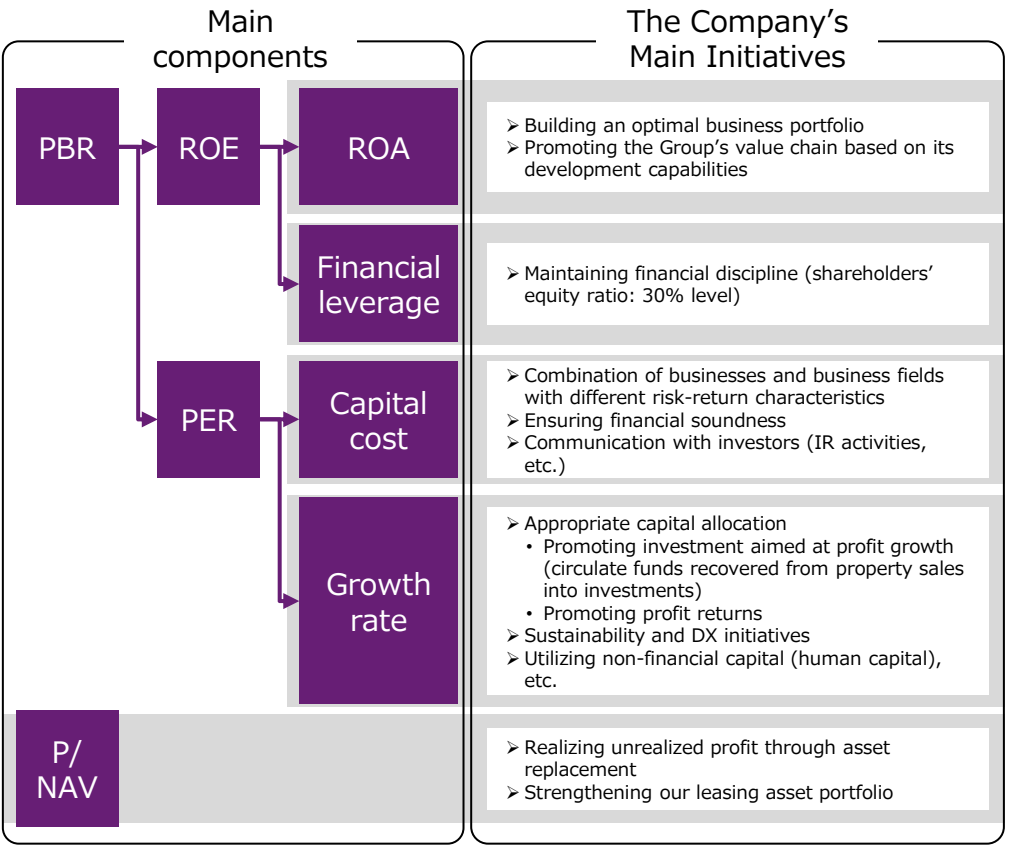 Main
components
The Company's
Main Initiatives
PBR
ROE
ROA
➢ Building an optimal business portfolio
➢ Promoting the Group's value chain based on its
development capabilities
Financial
leverage
➢ Maintaining financial discipline (shareholders'
equity ratio: 30% level)
PER
Capital
cost
➢ Combination of businesses and business fields
with different risk-return characteristics
➢ Ensuring financial soundness
➢ Communication with investors (IR activities,
etc.)
Growth
rate
➢ Appropriate capital allocation
• Promoting investment aimed at profit growth
(circulate funds recovered from property sales
into investments)
• Promoting profit returns
➢ Sustainability and DX initiatives
➢ Utilizing non-financial capital (human capital),
etc.
P/
NAV
➢ Realizing unrealized profit through asset
replacement
➢ Strengthening our leasing asset portfolio